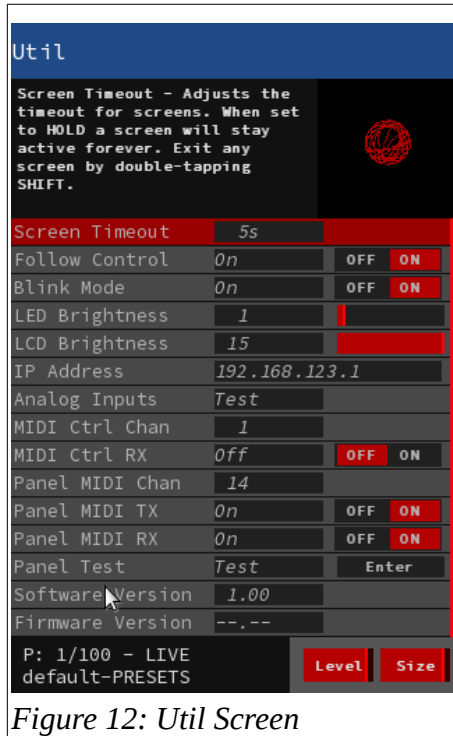 Util
Screen Timeout - Adjusts the
timeout for screens. When set
to HOLD a screen will stay
active forever. Exit any
screen by double-tapping
SHIFT.
Screen Timeout 5s
Follow Control On OFF ON
Blink Mode On OFF ON
LED Brightness 1
LCD Brightness 15
IP Address 192.168.123.1
Analog Inputs Test
MIDI Ctrl Chan 1
MIDI Ctrl RX Off OFF ON
Panel MIDI Chan 14
Panel MIDI TX On OFF ON
Panel MIDI RX On OFF ON
Panel Test Test Enter
Software Version 1.00
Firmware Version --.--
P: 1/100 - LIVE
default-PRESETS
Level Size
Figure 12: Util Screen